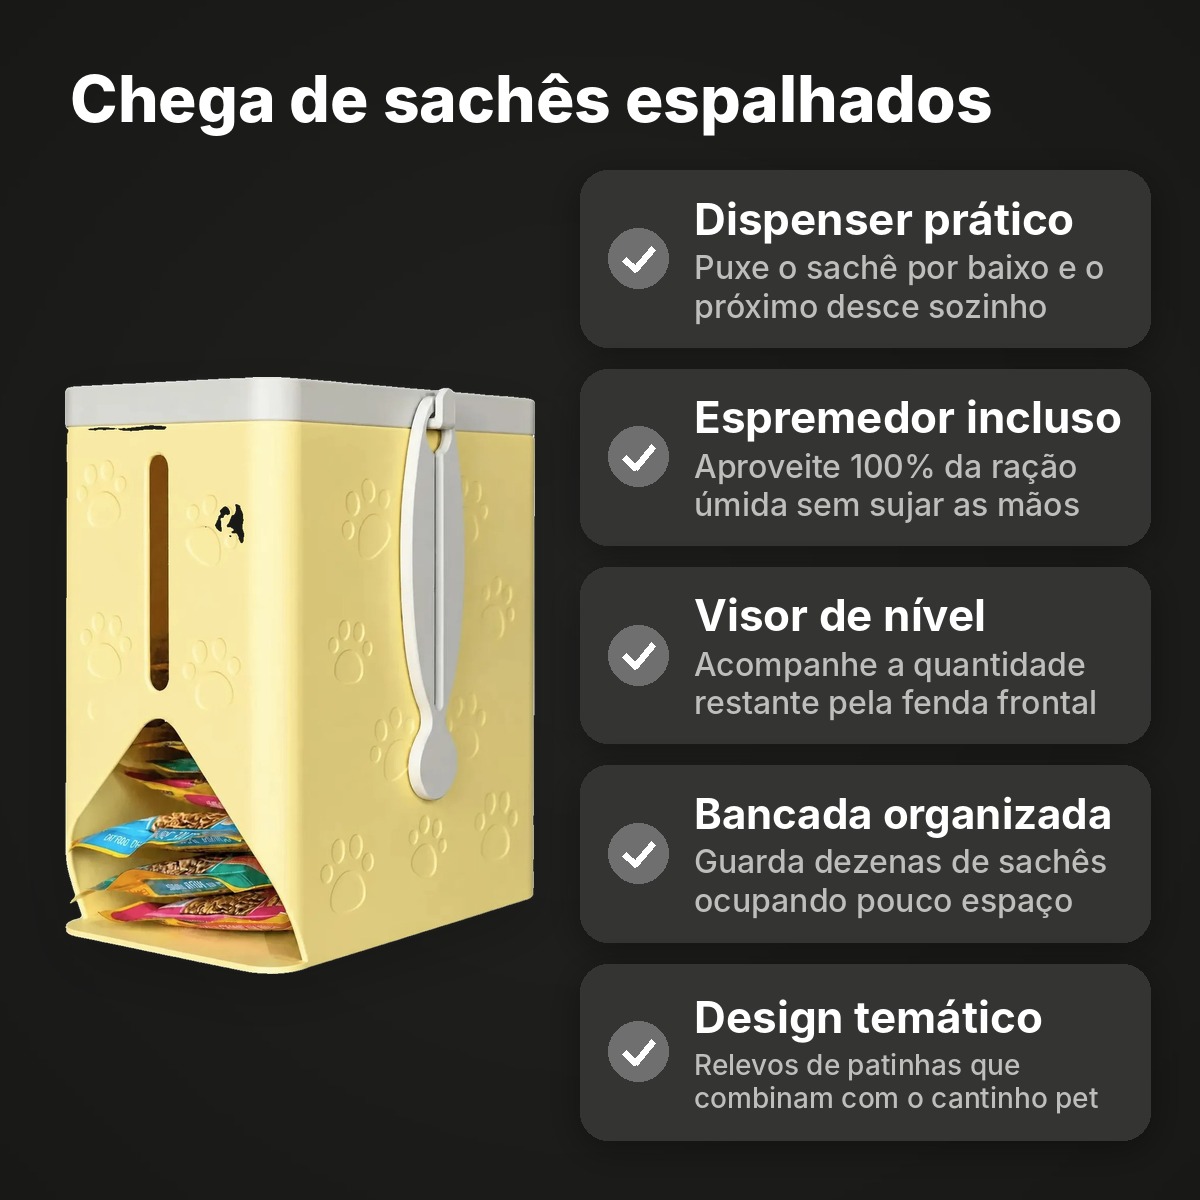 Chega de sachês espalhados
Dispenser prático
Puxe o sachê por baixo e o
próximo desce sozinho
Espremedor incluso
Aproveite 100% da ração
úmida sem sujar as mãos
Visor de nível
Acompanhe a quantidade
restante pela fenda frontal
Bancada organizada
Guarda dezenas de sachês
ocupando pouco espaço
Design temático
Relevos de patinhas que
combinam com o cantinho pet